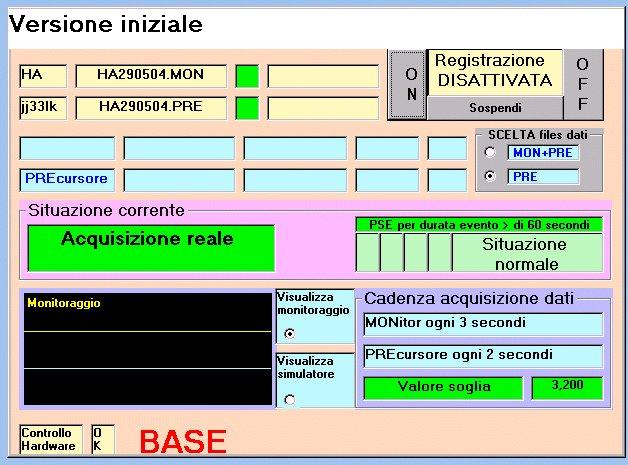 Versione iniziale
HA
HA290504.MON
jj33lk
HA290504.PRE
O
N
Registrazione
DISATTIVATA
Sospendi
O
F
F
SCELTA files dati
MON+PRE
PRE
PREcursore
Situazione corrente
Acquisizione reale
PSE per durata evento > di 60 secondi
Situazione
normale
Monitoraggio
Visualizza
monitoraggio
Visualizza
simulatore
Cadenza acquisizione dati
MONitor ogni 3 secondi
PREcursore ogni 2 secondi
Valore soglia
3,200
Controllo
Hardware
O
K
BASE